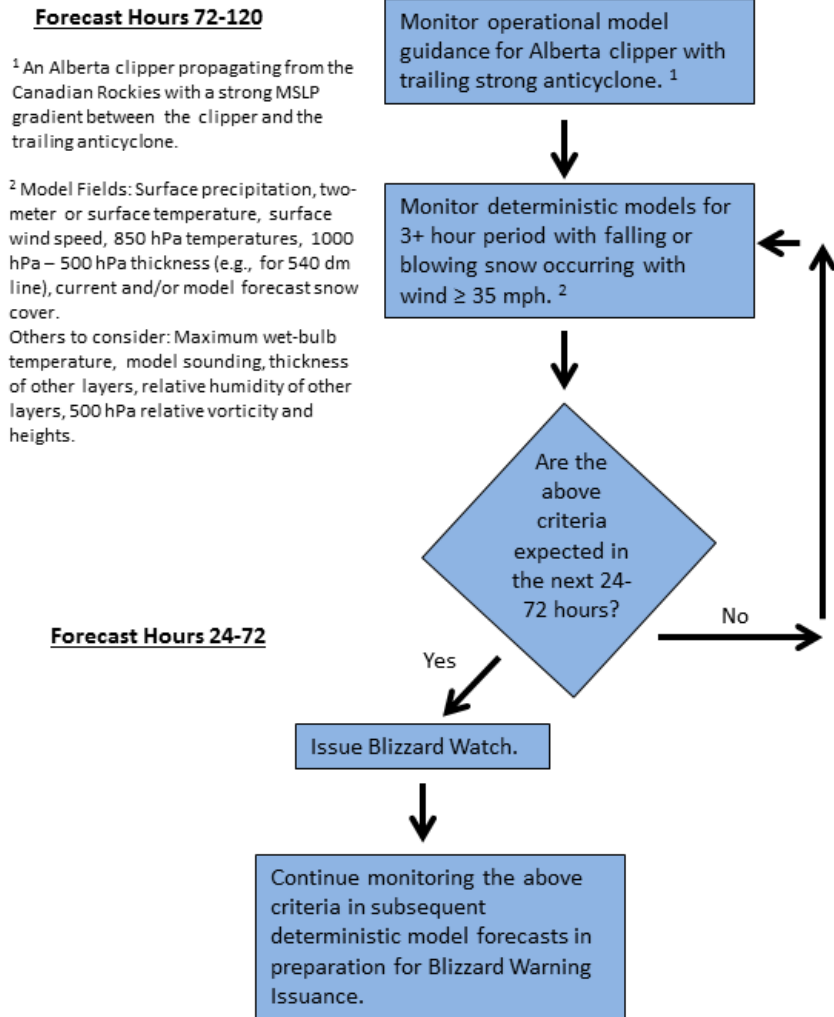 Forecast Hours 72-120
¹ An Alberta clipper propagating from the
Canadian Rockies with a strong MSLP
gradient between the clipper and the
trailing anticyclone.
² Model Fields: Surface precipitation, two-
meter or surface temperature, surface
wind speed, 850 hPa temperatures, 1000
hPa – 500 hPa thickness (e.g., for 540 dm
line), current and/or model forecast snow
cover.
Others to consider: Maximum wet-bulb
temperature, model sounding, thickness
of other layers, relative humidity of other
layers, 500 hPa relative vorticity and
heights.
Monitor operational model
guidance for Alberta clipper with
trailing strong anticyclone. ¹
Monitor deterministic models for
3+ hour period with falling or
blowing snow occurring with
wind ≥ 35 mph. ²
Are the
above
criteria
expected in
the next 24-
72 hours?
No
Forecast Hours 24-72
Yes
Issue Blizzard Watch.
Continue monitoring the above
criteria in subsequent
deterministic model forecasts in
preparation for Blizzard Warning
Issuance.